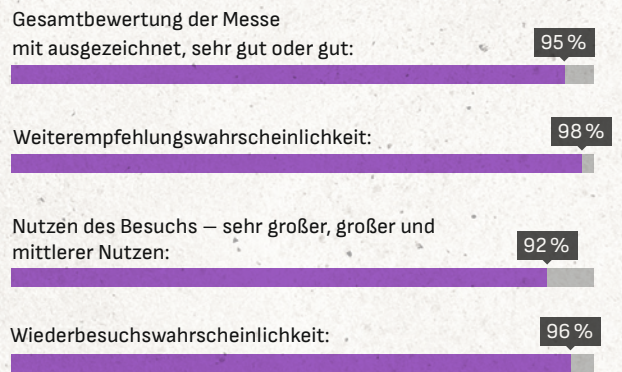 Gesamtbewertung der Messe
mit ausgezeichnet, sehr gut oder gut:
95 %
Weiterempfehlungswahrscheinlichkeit:
98 %
Nutzen des Besuchs – sehr großer, großer und
mittlerer Nutzen:
92 %
Wiederbesuchswahrscheinlichkeit:
96 %